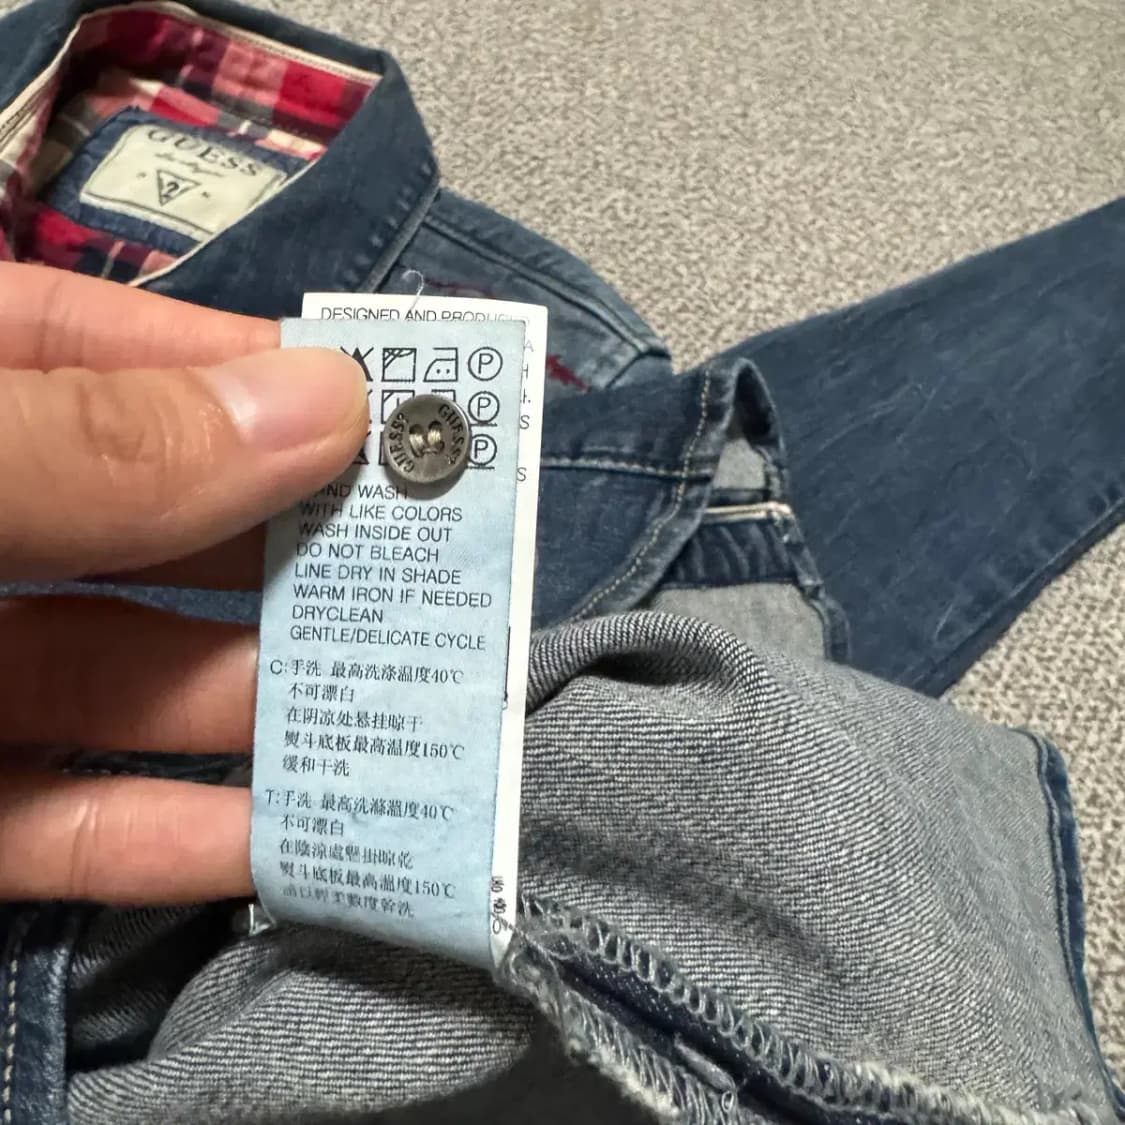 GUESS
?
DESIGNED AND PRODUC
P
P
P
GUESS?
GUESS?
HAND WASH
WITH LIKE COLORS
WASH INSIDE OUT
DO NOT BLEACH
LINE DRY IN SHADE
WARM IRON IF NEEDED
DRYCLEAN
GENTLE/DELICATE CYCLE
C:手洗 最高洗涤温度40℃
不可漂白
在阴凉处悬挂晾干
熨斗底板最高温度150℃
缓和干洗
T:手洗 最高洗滌溫度40℃
不可漂白
在陰涼處懸掛晾乾
熨斗底板最高溫度150℃